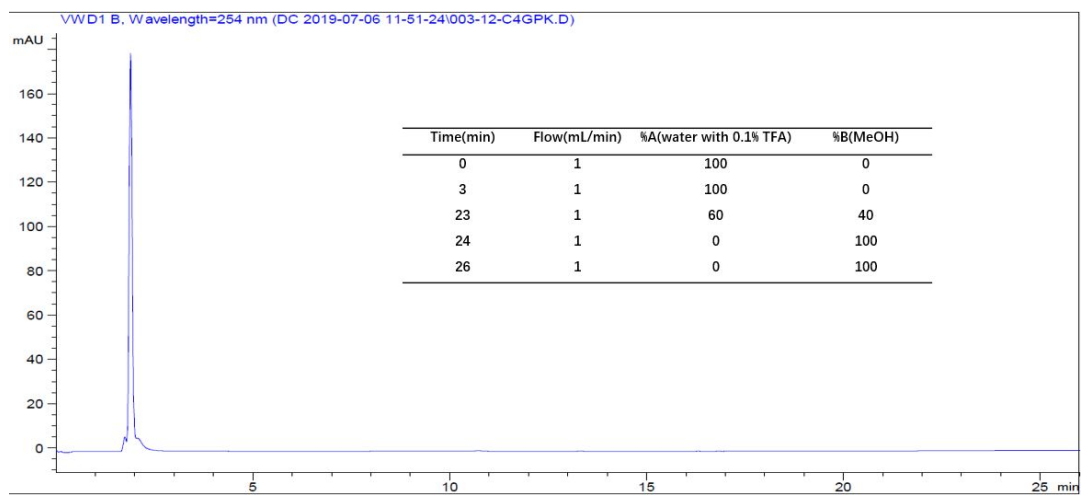 VWD1 B, Wavelength=254 nm (DC 2019-07-06 11-51-24\003-12-C4GPK.D)
mAU
160
140
120
100
80
60
40
20
0
Time(min) Flow(mL/min) %A(water with 0.1% TFA) %B(MeOH)
0 1 100 0
3 1 100 0
23 1 60 40
24 1 0 100
26 1 0 100
5 10 15 20 25 min